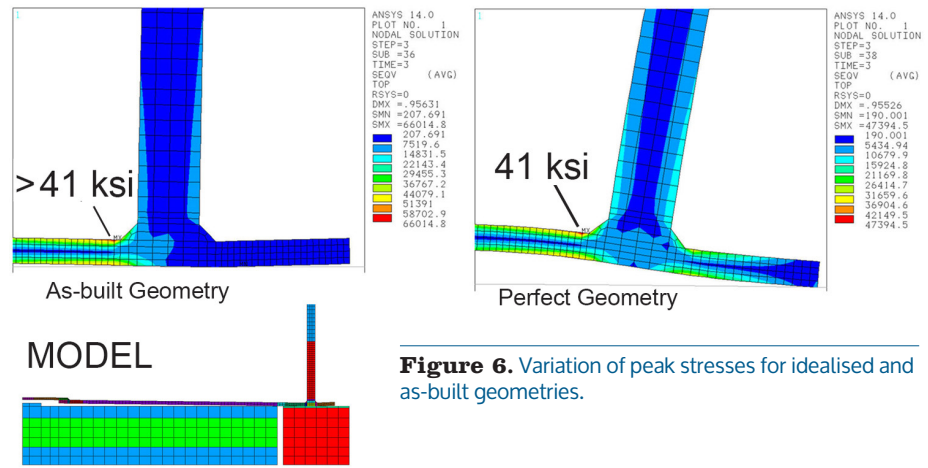 1
ANSYS 14.0
PLOT NO. 1
NODAL SOLUTION
STEP=3
SUB =36
TIME=3
SEQV (AVG)
TOP
RSYS=0
DMX =.95631
SMN =207.691
SMX =66014.8
207.691
7519.6
14831.5
22143.4
29455.3
36767.2
44079.1
51391
58702.9
66014.8
>41 ksi
MX
As-built Geometry
1
ANSYS 14.0
PLOT NO. 1
NODAL SOLUTION
STEP=3
SUB =38
TIME=3
SEQV (AVG)
TOP
RSYS=0
DMX =.95526
SMN =190.001
SMX =47394.5
190.001
5434.94
10679.9
15924.8
21169.8
26414.7
31659.6
36904.6
42149.5
47394.5
41 ksi
MX
Perfect Geometry
MODEL
Figure 6. Variation of peak stresses for idealised and
as-built geometries.